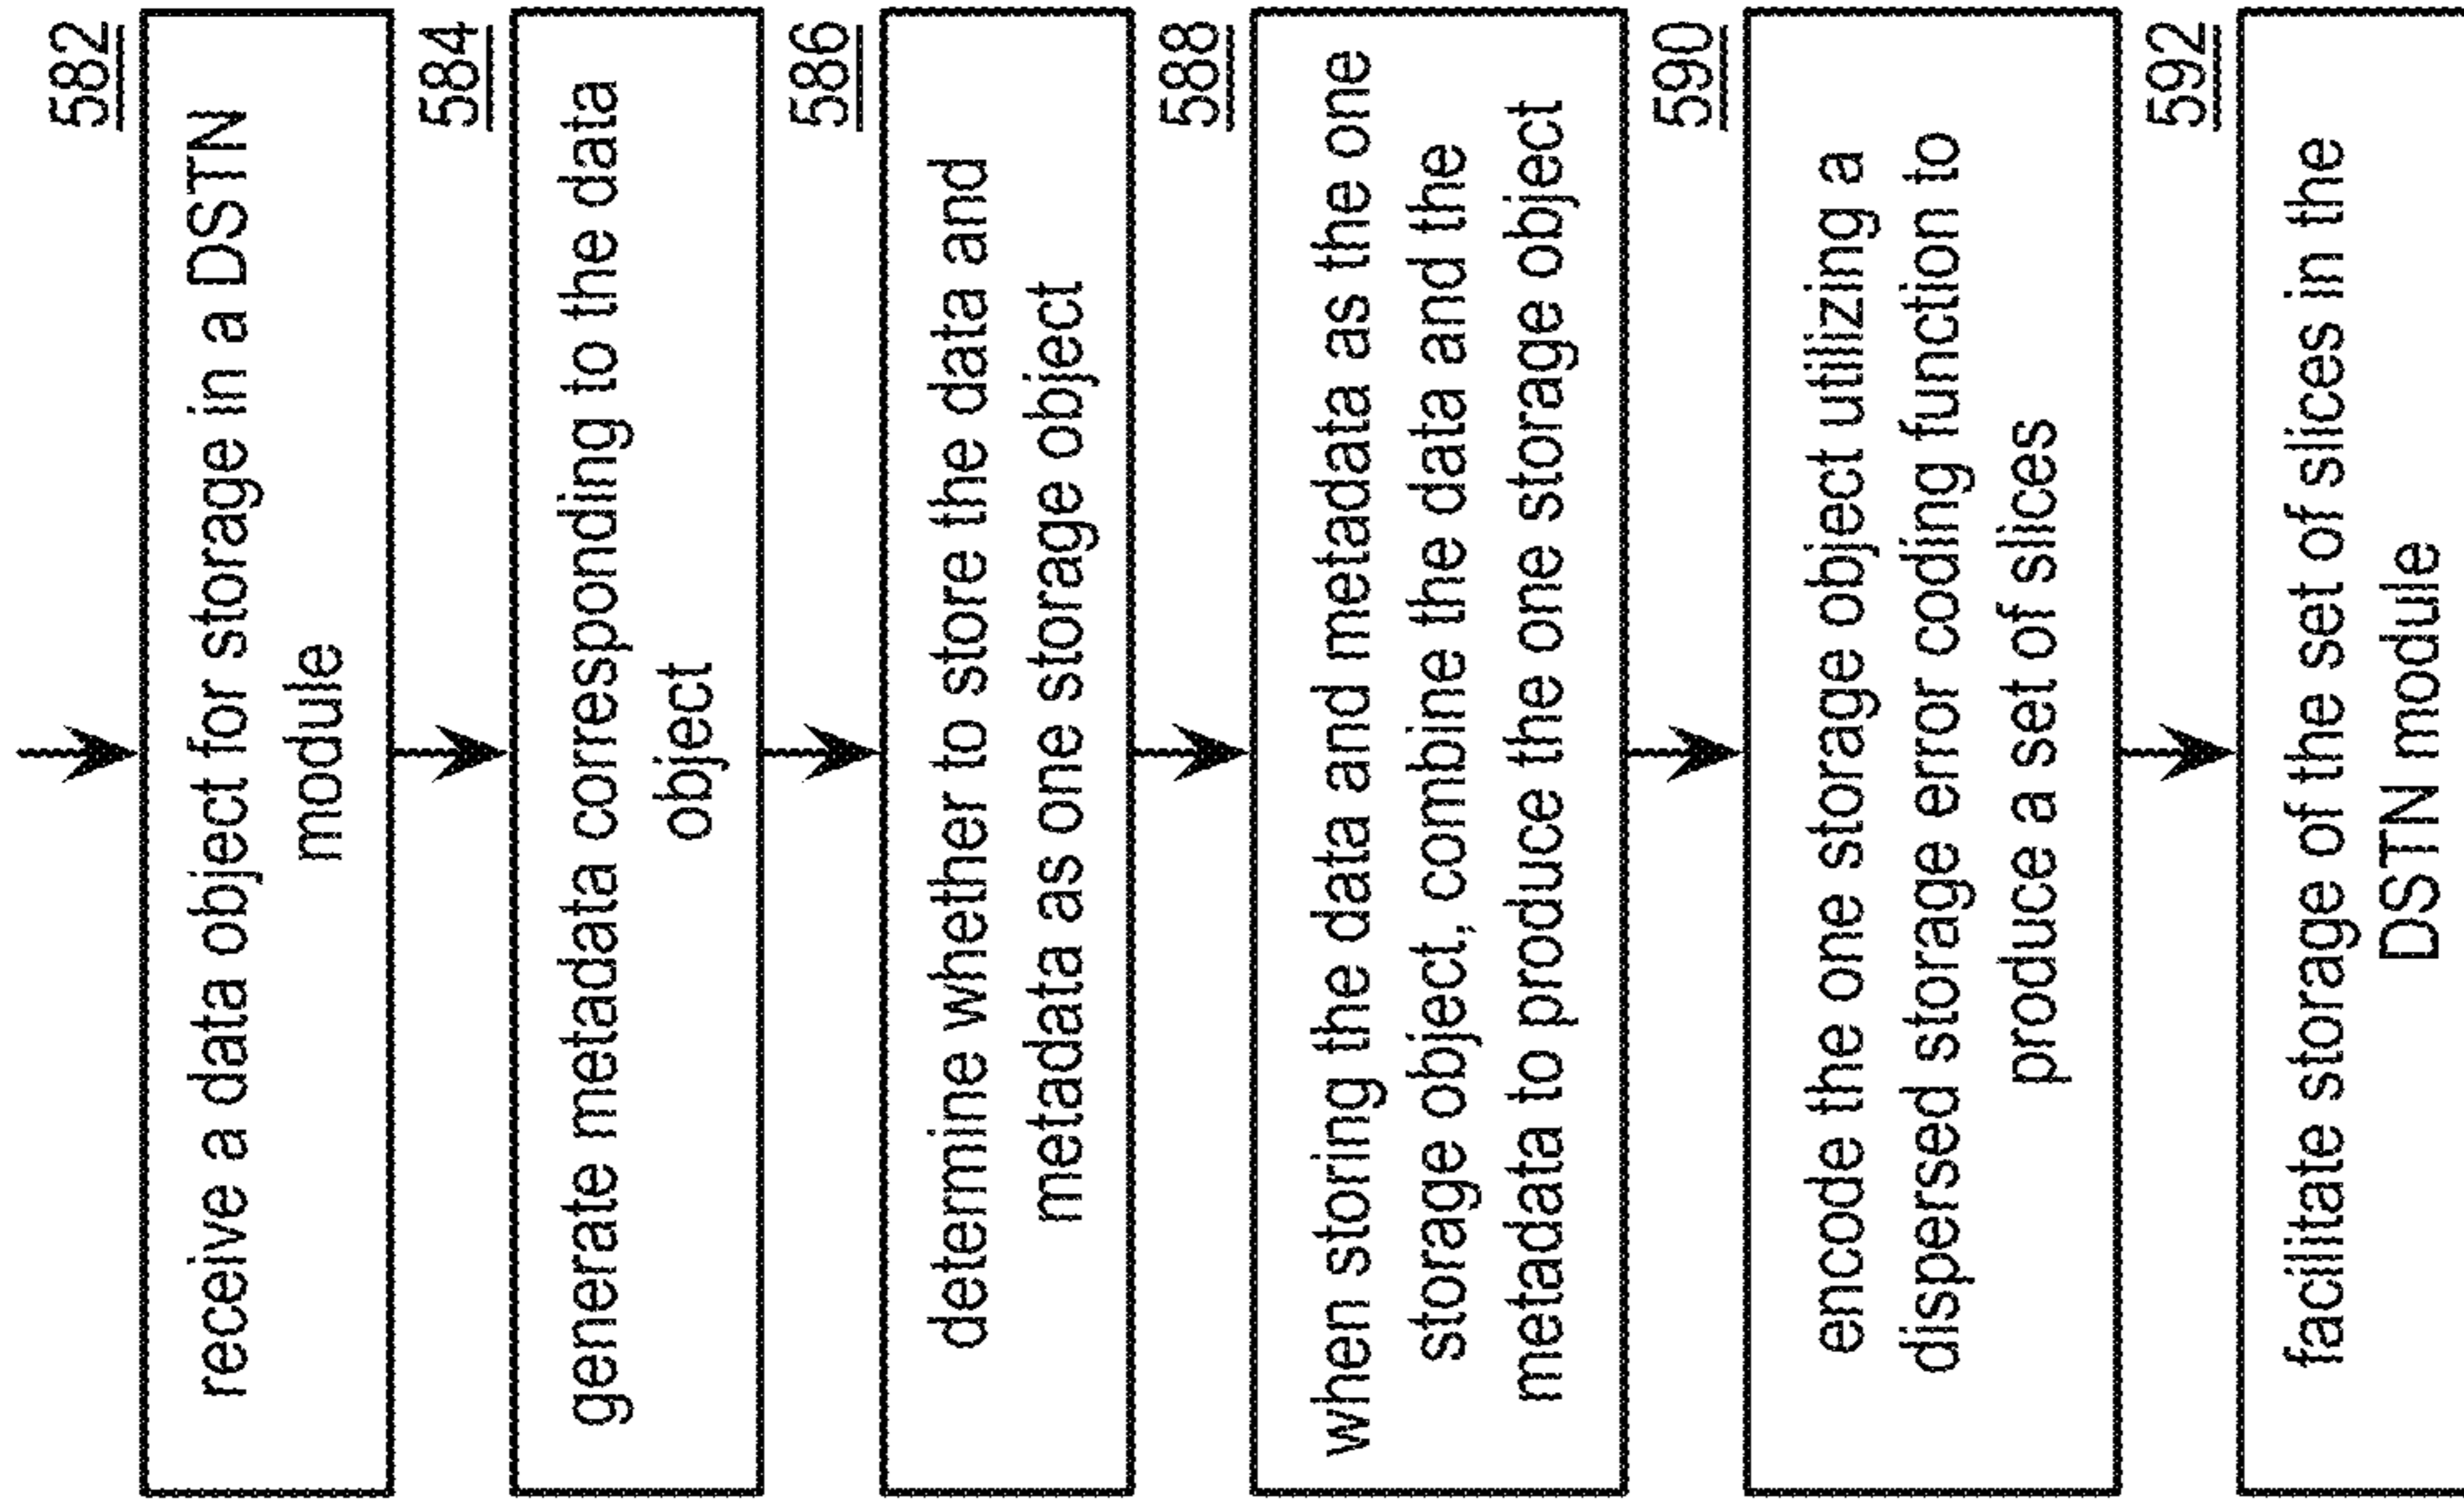 582
receive a data object for storage in a DSTN
module
584
generate metadata corresponding to the data
object
586
determine whether to store the data and
metadata as one storage object
588
when storing the data and metadata as the one
storage object, combine the data and the
metadata to produce the one storage object
590
encode the one storage object utilizing a
dispersed storage error coding function to
produce a set of slices
592
facilitate storage of the set of slices in the
DSTN module